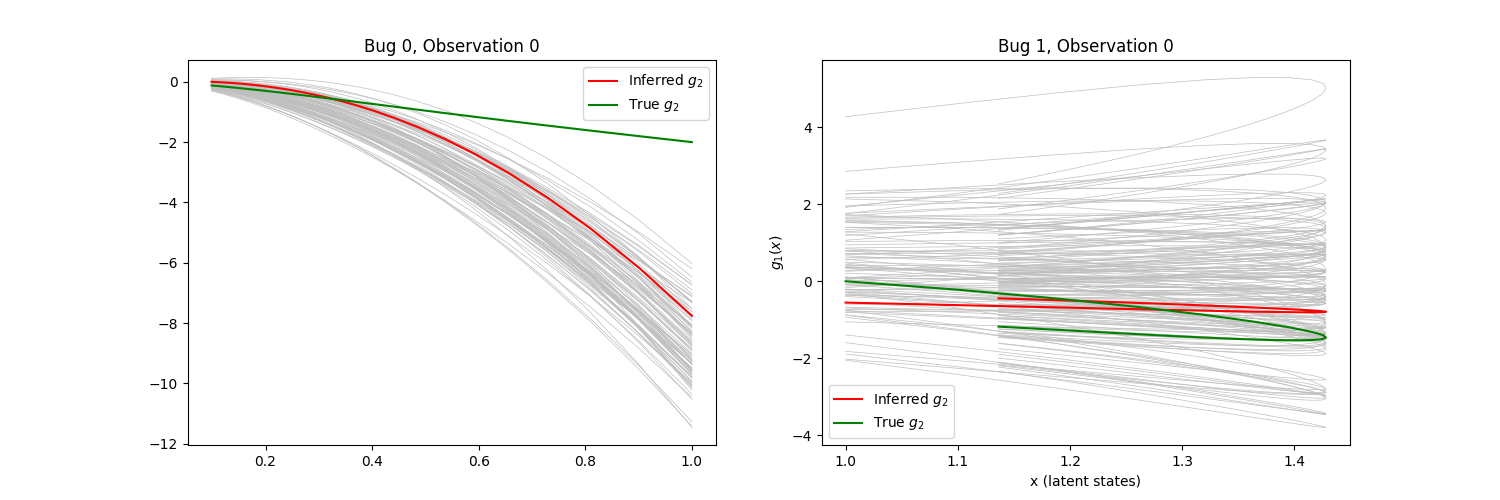 Bug 0, Observation 0
Inferred g₂
True g₂
0
−2
−4
−6
−8
−10
−12
0.2 0.4 0.6 0.8 1.0
Bug 1, Observation 0
g₁(x)
4
2
0
−2
−4
Inferred g₂
True g₂
1.0 1.1 1.2 1.3 1.4
x (latent states)